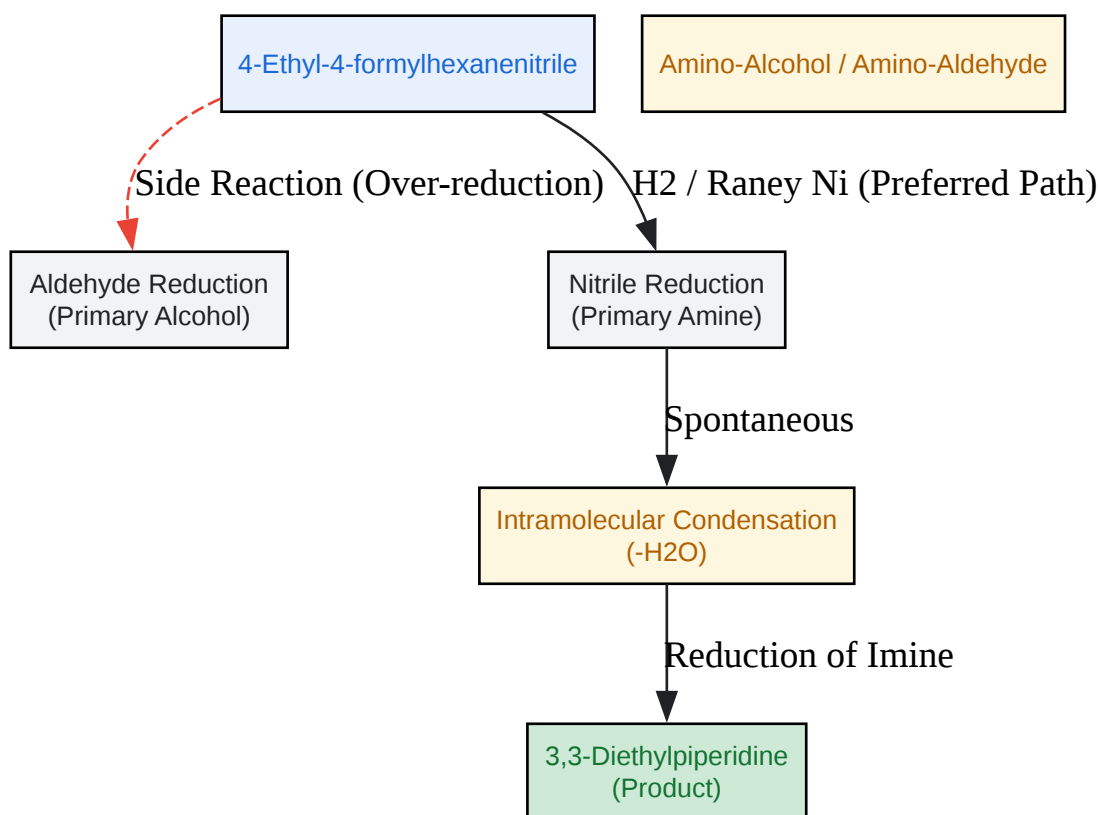 4-Ethyl-4-formylhexanenitrile
Amino-Alcohol / Amino-Aldehyde
Side Reaction (Over-reduction)
H2 / Raney Ni (Preferred Path)
Aldehyde Reduction
(Primary Alcohol)
Nitrile Reduction
(Primary Amine)
Spontaneous
Intramolecular Condensation
(-H2O)
Reduction of Imine
3,3-Diethylpiperidine
(Product)